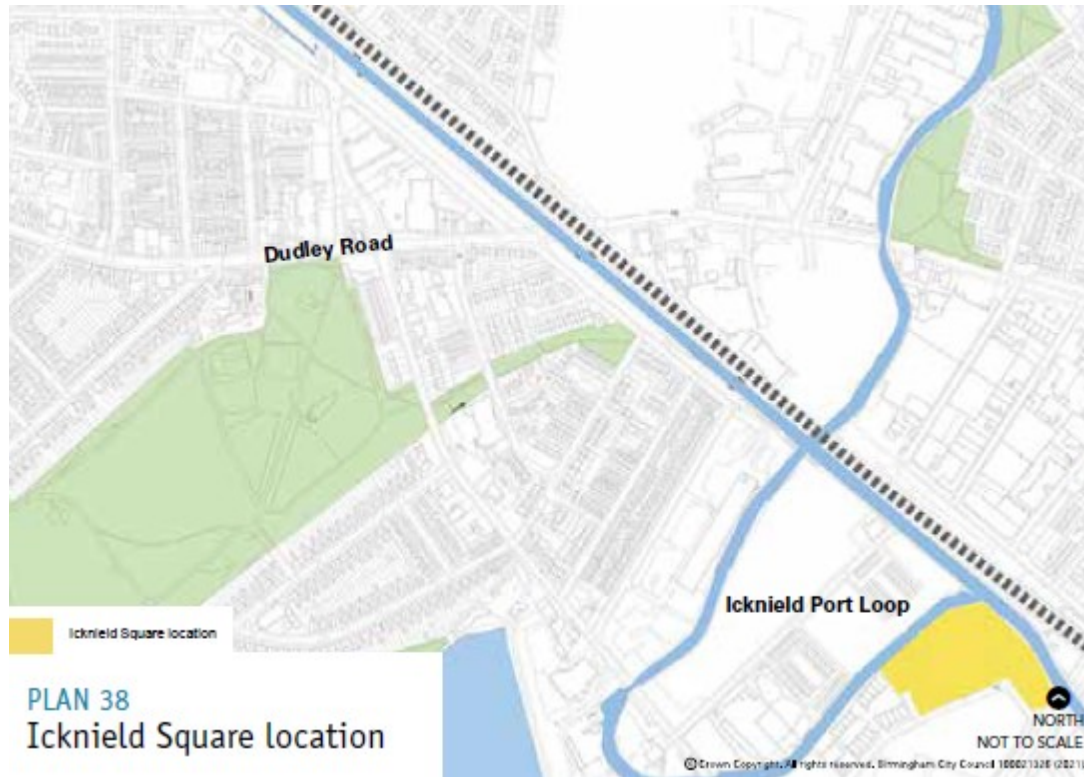 Dudley Road
Icknield Port Loop
Icknield Square location
PLAN 38
Icknield Square location
NORTH
NOT TO SCALE
© Crown Copyright. All rights reserved. Birmingham City Council 100021326 (2021)